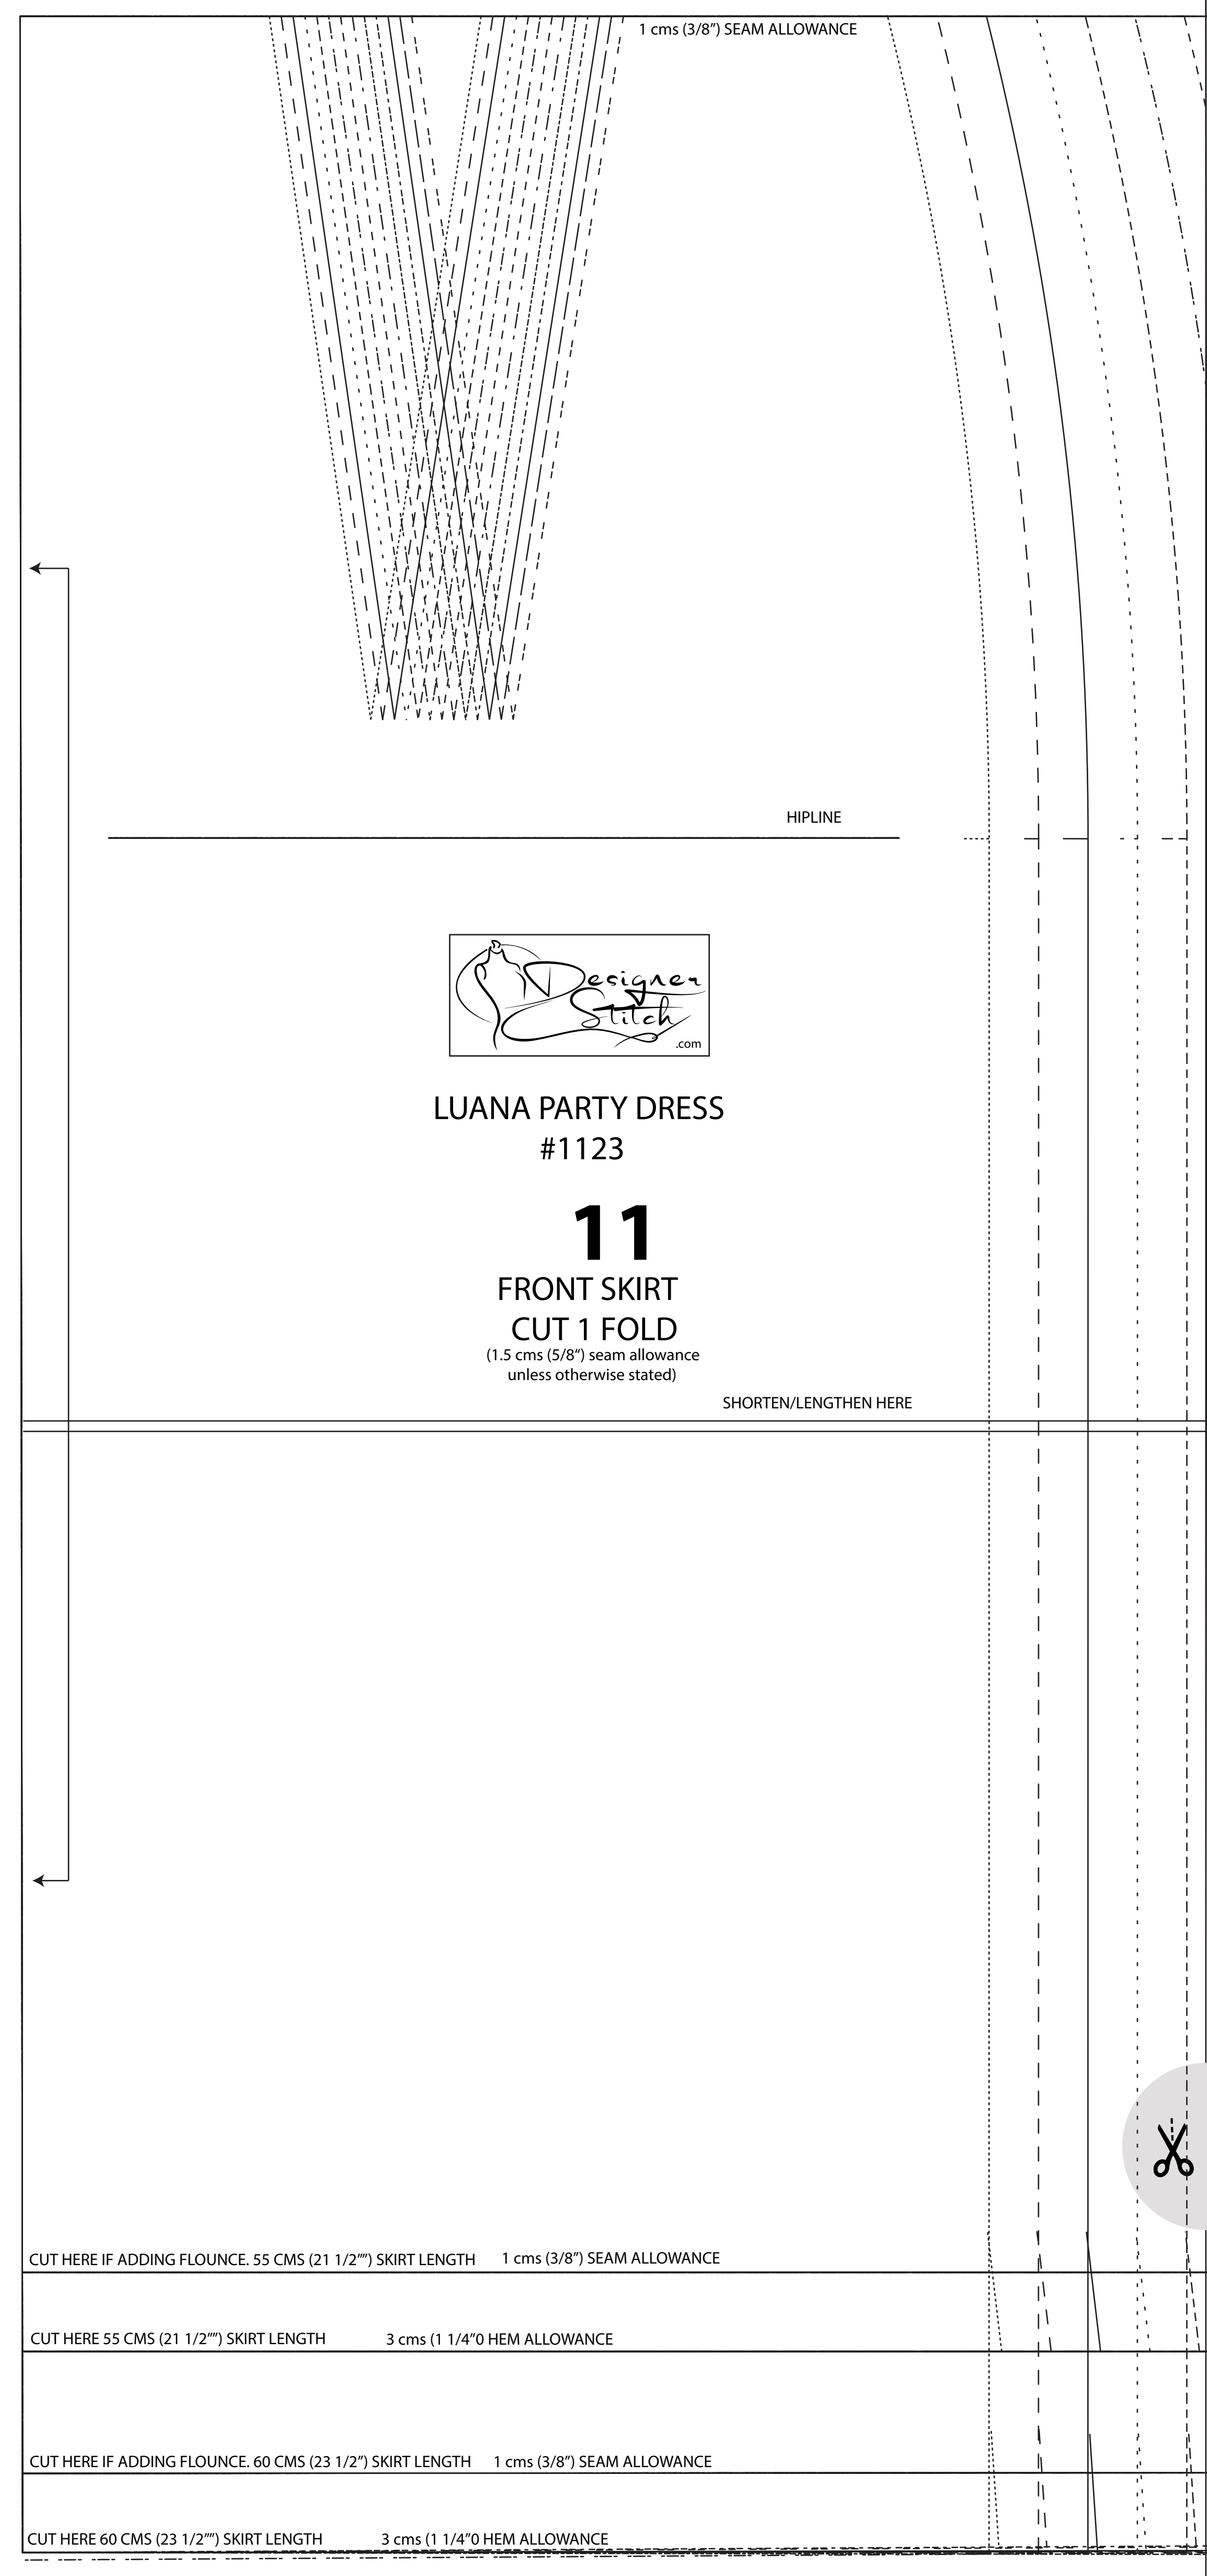 1 cms (3/8”) SEAM ALLOWANCE
HIPLINE
Designer
Stitch
.com
LUANA PARTY DRESS
#1123
11
FRONT SKIRT
CUT 1 FOLD
(1.5 cms (5/8“) seam allowance
unless otherwise stated)
SHORTEN/LENGTHEN HERE
CUT HERE IF ADDING FLOUNCE. 55 CMS (21 1/2””) SKIRT LENGTH 1 cms (3/8”) SEAM ALLOWANCE
CUT HERE 55 CMS (21 1/2””) SKIRT LENGTH 3 cms (1 1/4”0 HEM ALLOWANCE
CUT HERE IF ADDING FLOUNCE. 60 CMS (23 1/2”) SKIRT LENGTH 1 cms (3/8”) SEAM ALLOWANCE
CUT HERE 60 CMS (23 1/2””) SKIRT LENGTH 3 cms (1 1/4”0 HEM ALLOWANCE